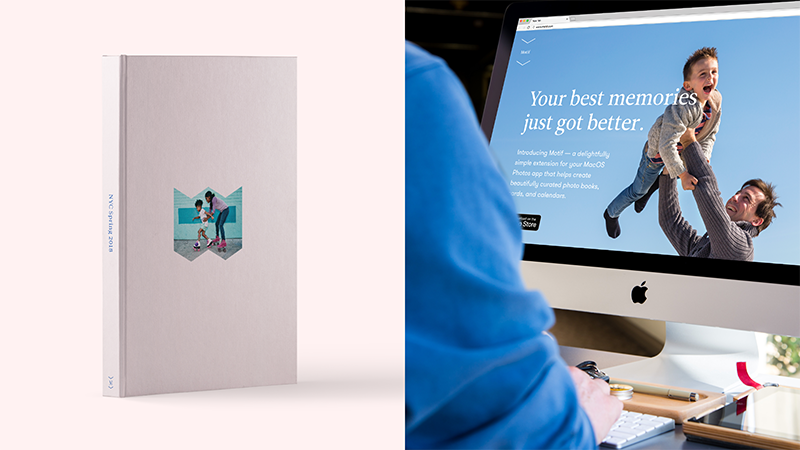 NYC Spring 2018
Motif
Your best memories
just got better.
Introducing Motif — a delightfully
simple extension for your MacOS
Photos app that helps create
beautifully curated photo books,
cards, and calendars.
Store